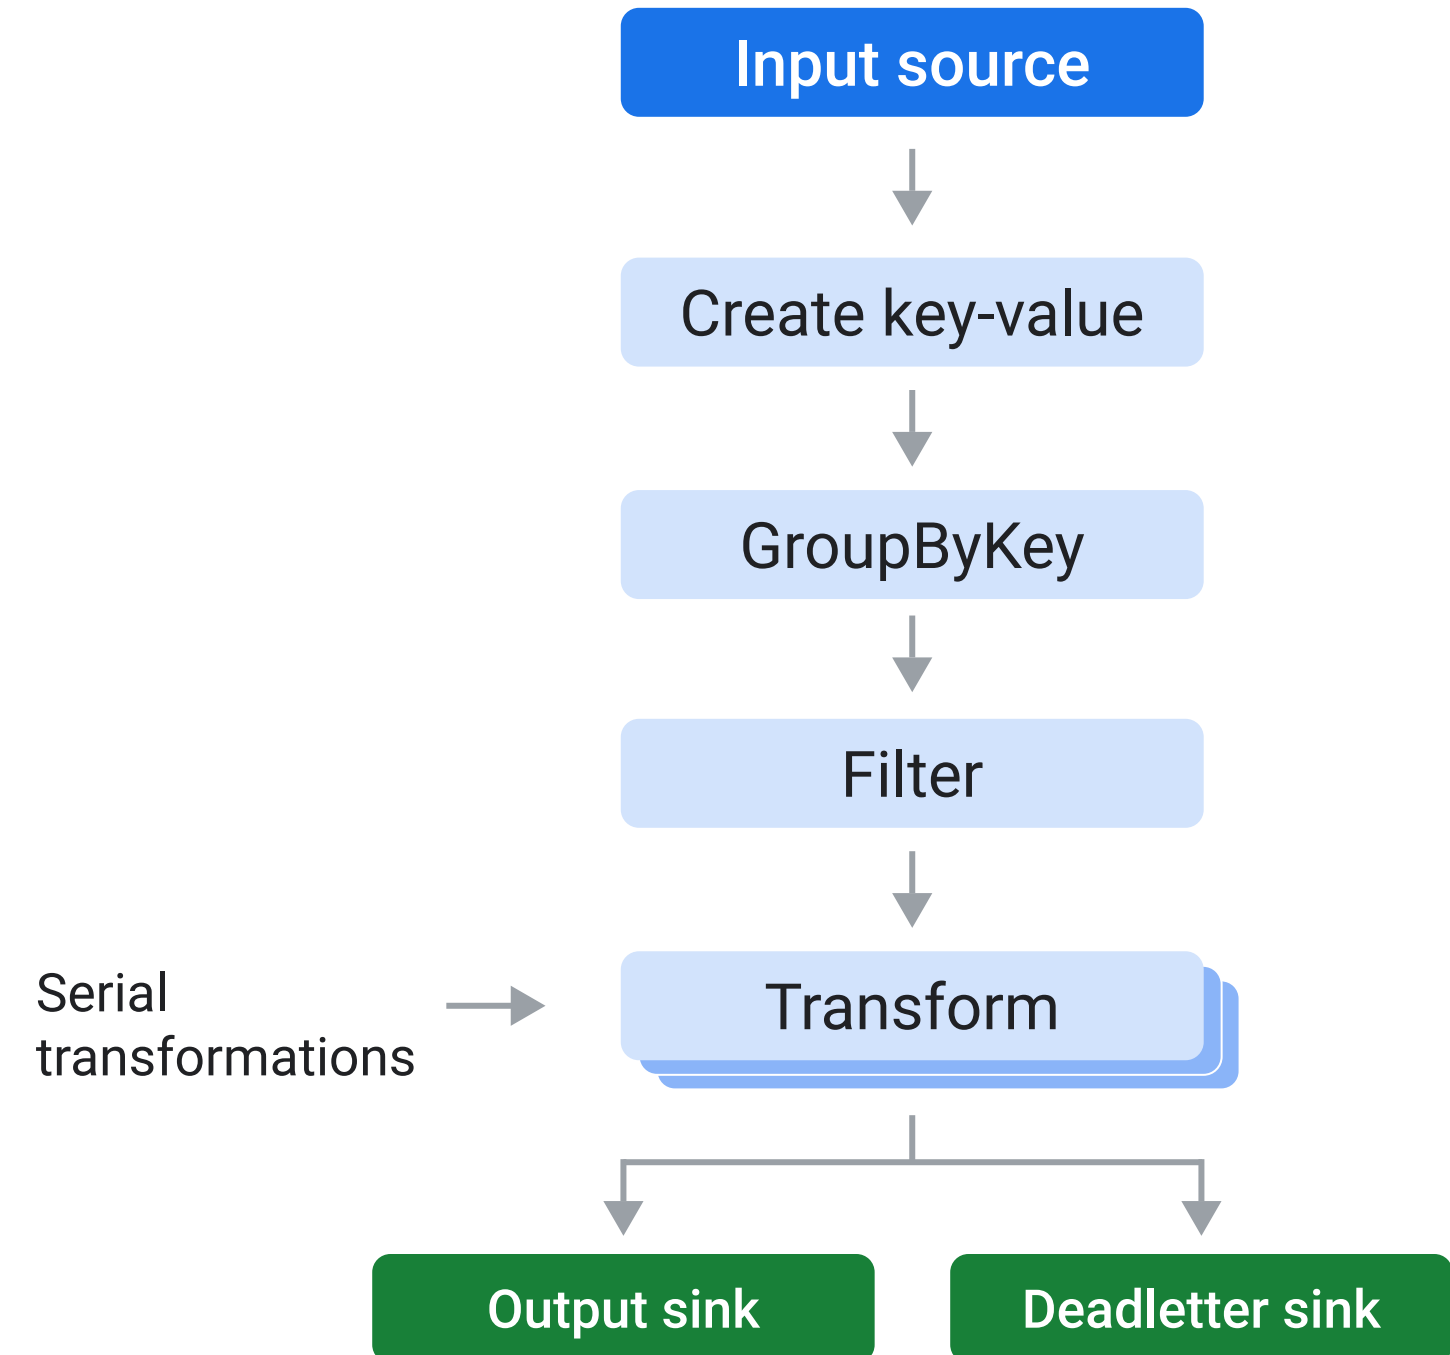 Input source
Create key-value
GroupByKey
Filter
Serial
transformations
Transform
Output sink
Deadletter sink